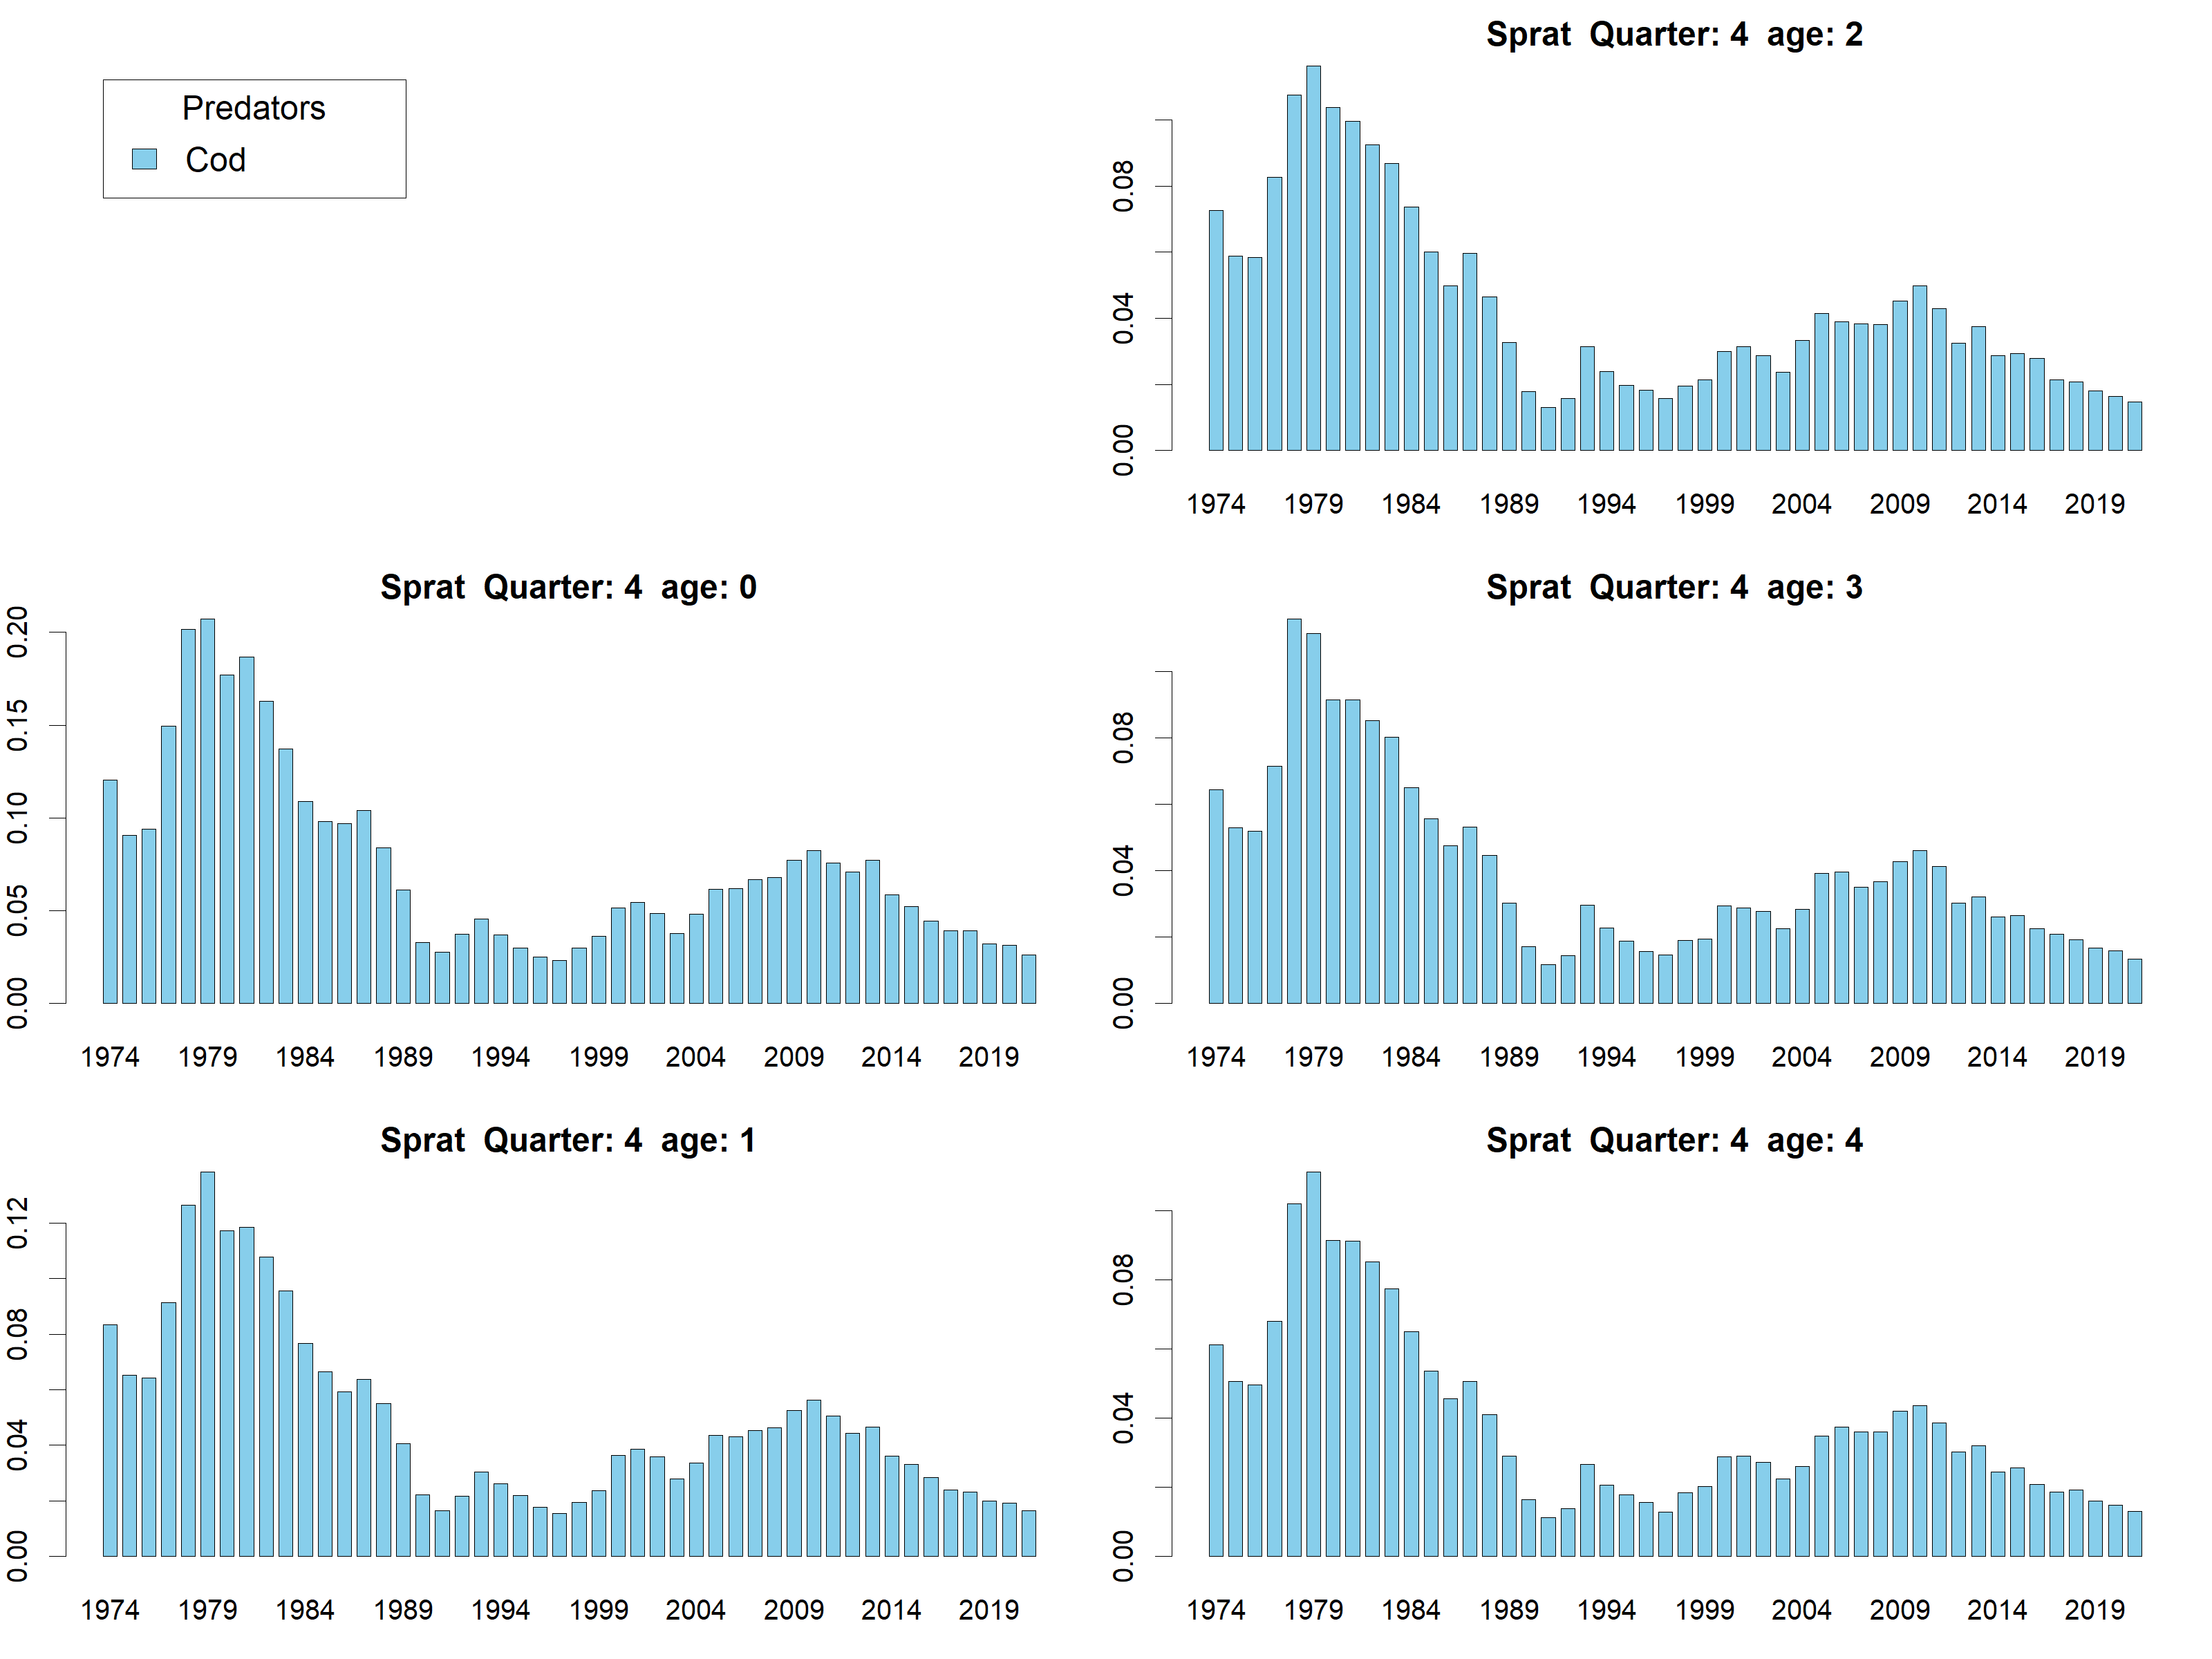 Predators
Cod
Sprat  Quarter: 4  age: 2
0.00 0.04 0.08
1974 1979 1984 1989 1994 1999 2004 2009 2014 2019
Sprat  Quarter: 4  age: 0
0.00 0.05 0.10 0.15 0.20
1974 1979 1984 1989 1994 1999 2004 2009 2014 2019
Sprat  Quarter: 4  age: 3
0.00 0.04 0.08
1974 1979 1984 1989 1994 1999 2004 2009 2014 2019
Sprat  Quarter: 4  age: 1
0.00 0.04 0.08 0.12
1974 1979 1984 1989 1994 1999 2004 2009 2014 2019
Sprat  Quarter: 4  age: 4
0.00 0.04 0.08
1974 1979 1984 1989 1994 1999 2004 2009 2014 2019